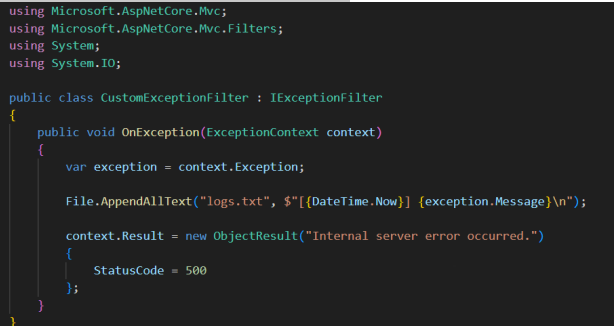 using Microsoft.AspNetCore.Mvc;
using Microsoft.AspNetCore.Mvc.Filters;
using System;
using System.IO;

public class CustomExceptionFilter : IExceptionFilter
{
    public void OnException(ExceptionContext context)
    {
        var exception = context.Exception;

        File.AppendAllText("logs.txt", $"[{DateTime.Now}] {exception.Message}\n");

        context.Result = new ObjectResult("Internal server error occurred.")
        {
            StatusCode = 500
        };
    }
}